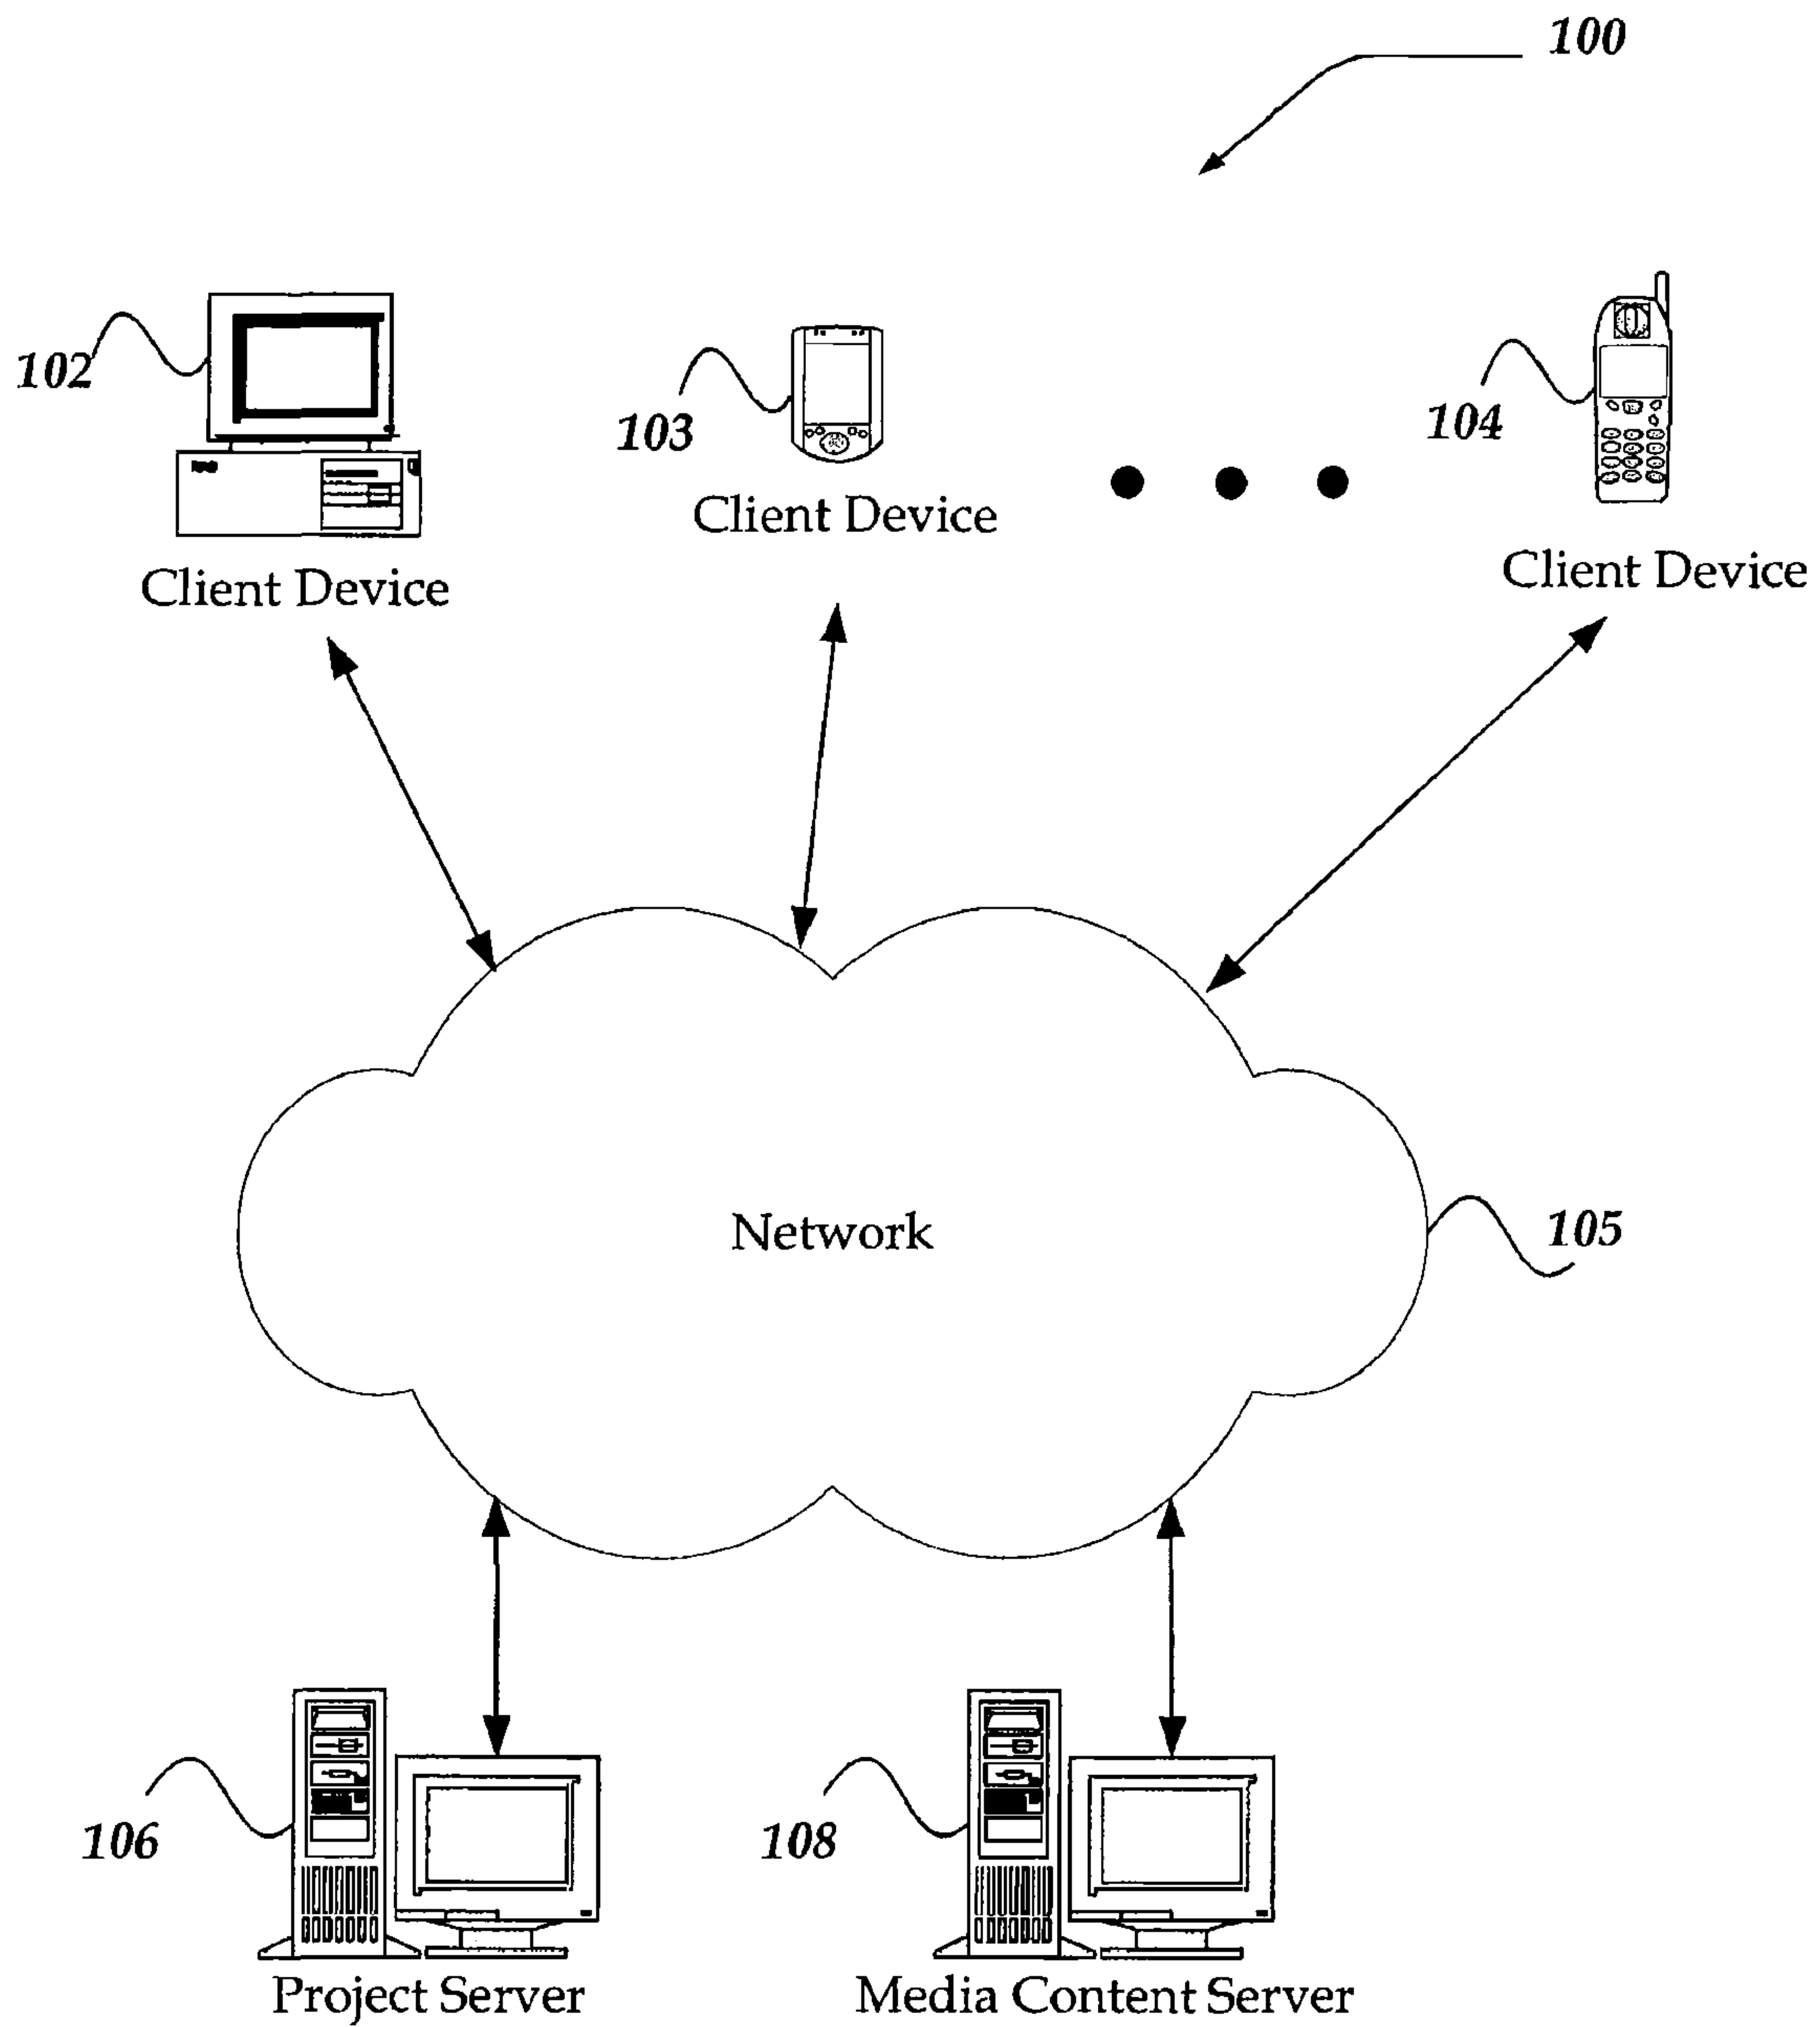 100
102
103
104
Client Device
Client Device
Client Device
Network
105
106
108
Project Server
Media Content Server